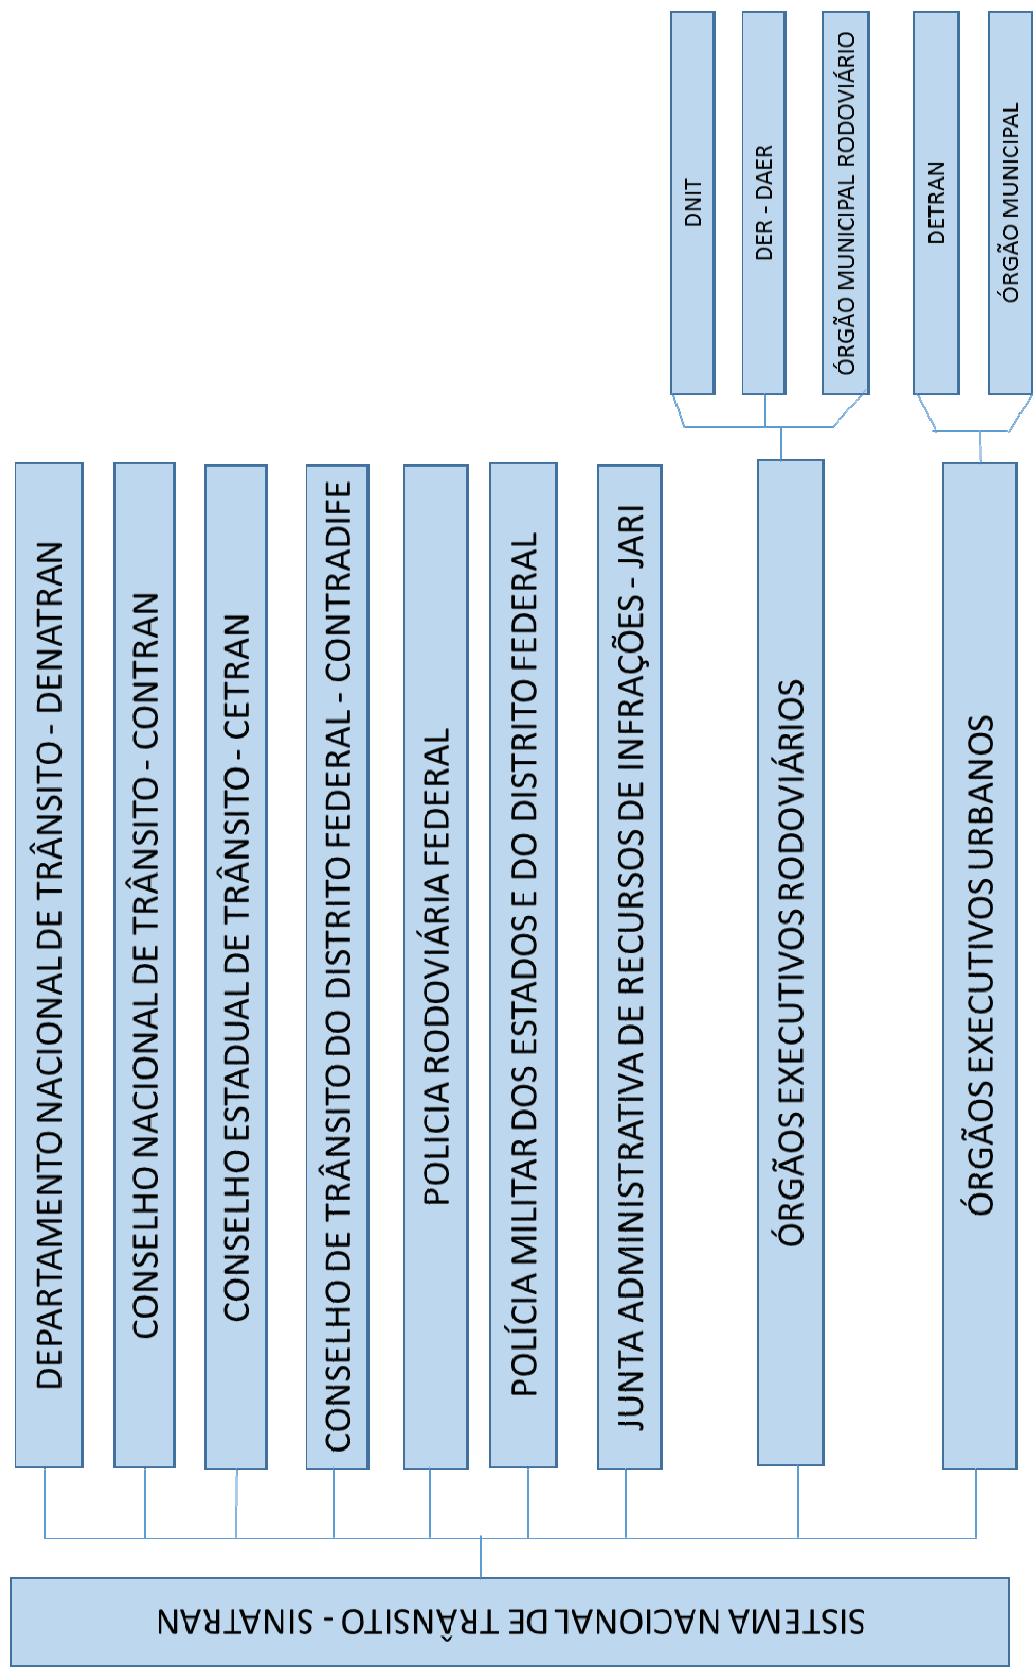 SISTEMA NACIONAL DE TRÂNSITO - SINATRAN
DEPARTAMENTO NACIONAL DE TRÂNSITO - DENATRAN
CONSELHO NACIONAL DE TRÂNSITO - CONTRAN
CONSELHO ESTADUAL DE TRÂNSITO - CETRAN
CONSELHO DE TRÂNSITO DO DISTRITO FEDERAL - CONTRADIFE
POLICIA RODOVIÁRIA FEDERAL
POLÍCIA MILITAR DOS ESTADOS E DO DISTRITO FEDERAL
JUNTA ADMINISTRATIVA DE RECURSOS DE INFRAÇÕES - JARI
ÓRGÃOS EXECUTIVOS RODOVIÁRIOS
DNIT
DER - DAER
ÓRGÃO MUNICIPAL RODOVIÁRIO
ÓRGÃOS EXECUTIVOS URBANOS
DETRAN
ÓRGÃO MUNICIPAL